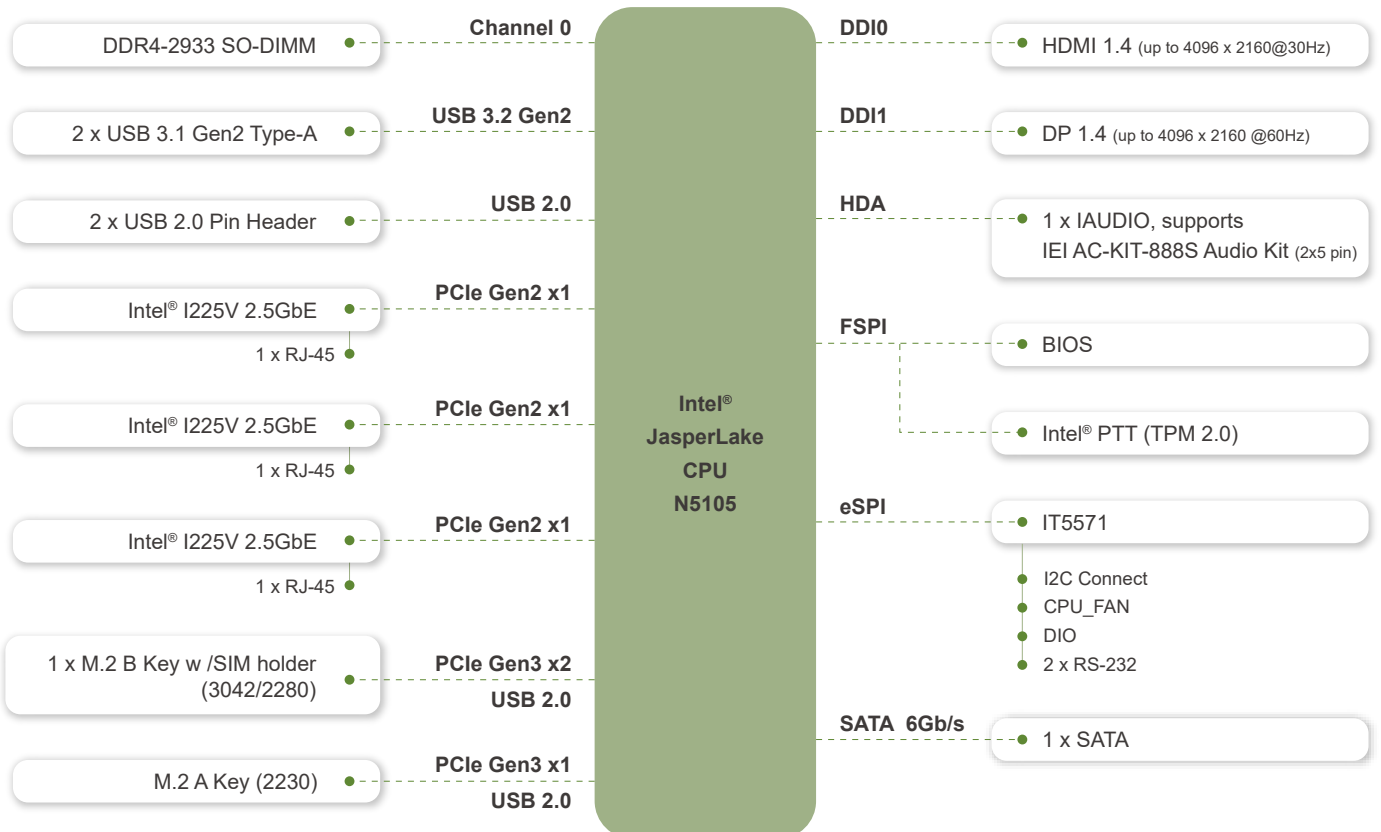 Channel 0
DDR4-2933 SO-DIMM
USB 3.2 Gen2
2 x USB 3.1 Gen2 Type-A
USB 2.0
2 x USB 2.0 Pin Header
PCIe Gen2 x1
Intel® I225V 2.5GbE
1 x RJ-45
PCIe Gen2 x1
Intel® I225V 2.5GbE
1 x RJ-45
PCIe Gen2 x1
Intel® I225V 2.5GbE
1 x RJ-45
PCIe Gen3 x2
1 x M.2 B Key w /SIM holder
(3042/2280)
USB 2.0
PCIe Gen3 x1
M.2 A Key (2230)
USB 2.0
Intel®
JasperLake
CPU
N5105
DDI0
HDMI 1.4 (up to 4096 x 2160@30Hz)
DDI1
DP 1.4 (up to 4096 x 2160 @60Hz)
HDA
1 x IAUDIO, supports
IEI AC-KIT-888S Audio Kit (2x5 pin)
FSPI
BIOS
Intel® PTT (TPM 2.0)
eSPI
IT5571
I2C Connect
CPU_FAN
DIO
2 x RS-232
SATA 6Gb/s
1 x SATA